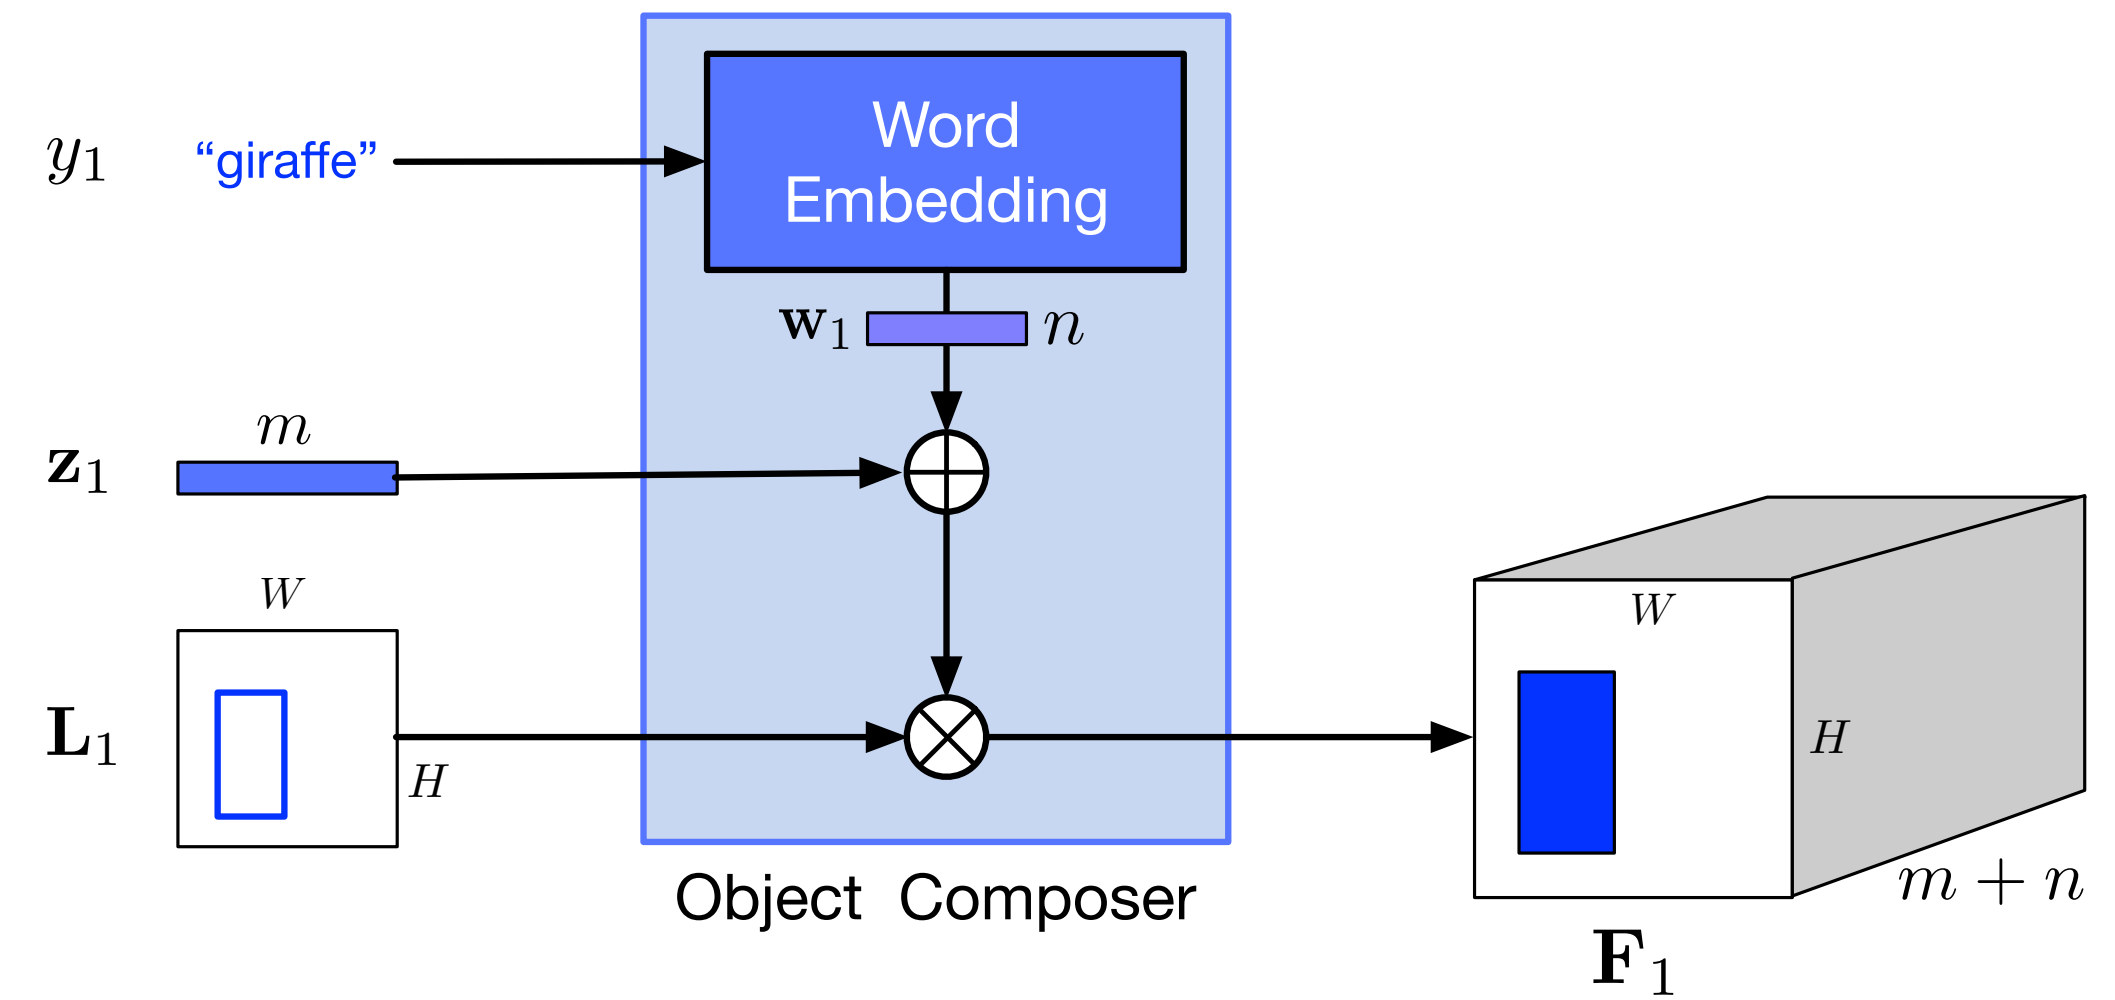 Word
Embedding
y₁ “giraffe”
𝐰₁ n
m
𝐳₁
W
𝐋₁
H
W
H
m + n
Object Composer
𝐅₁